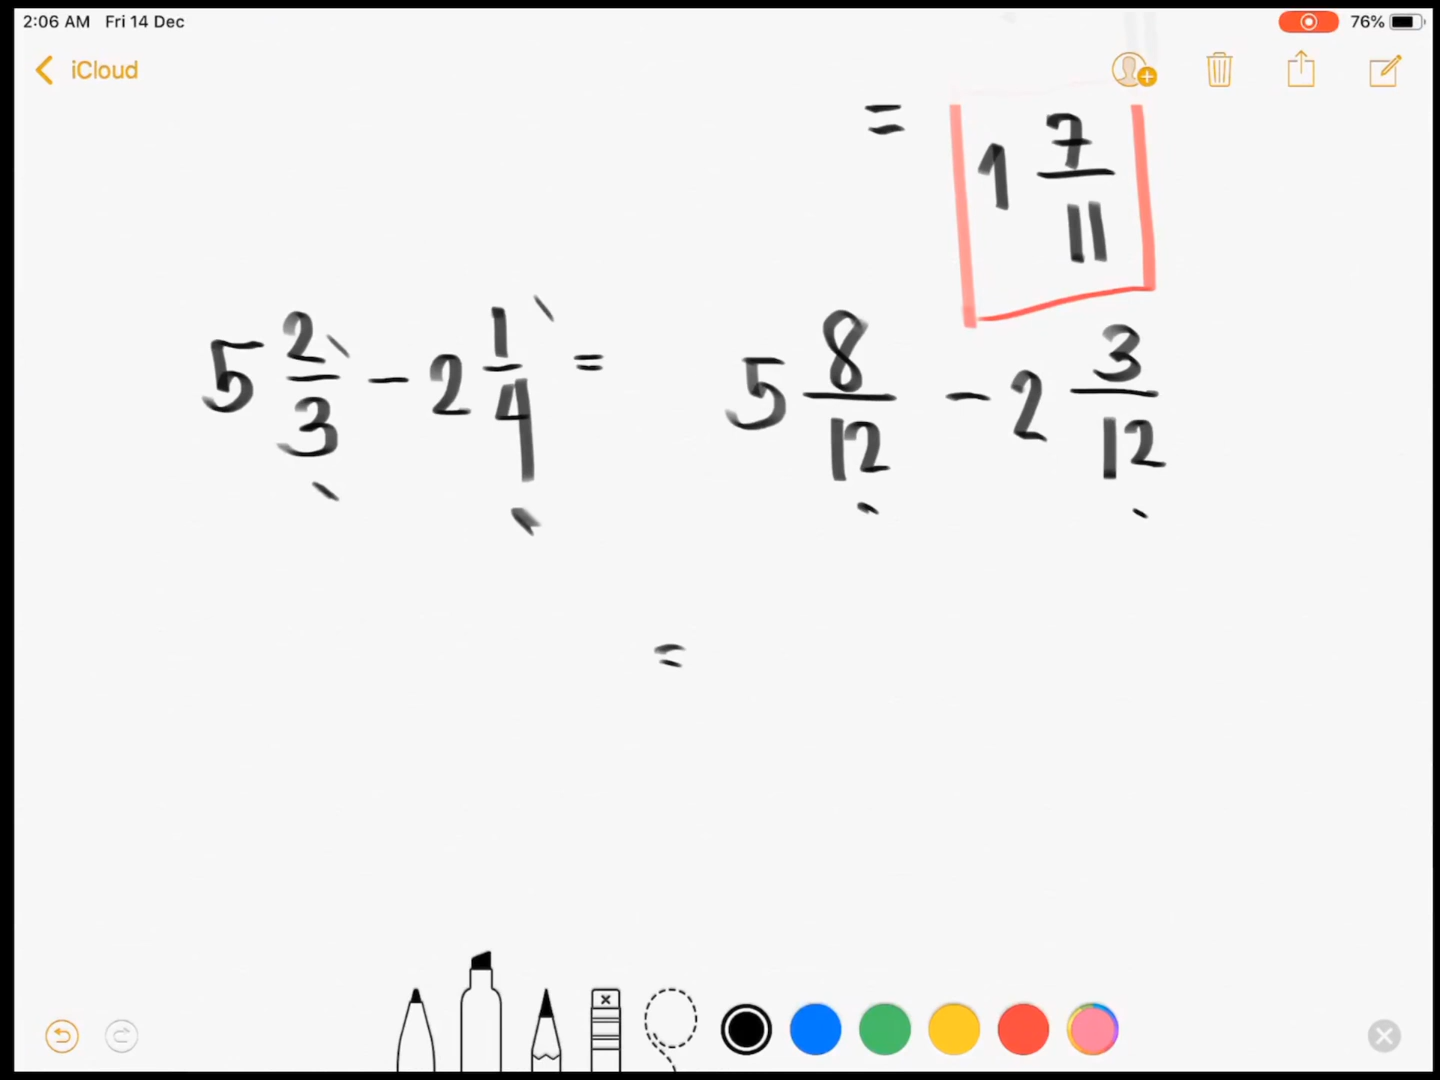 2:06 AM Fri 14 Dec 76%
iCloud
= 1 7/11
5 2/3 - 2 1/4 = 5 8/12 - 2 3/12
=